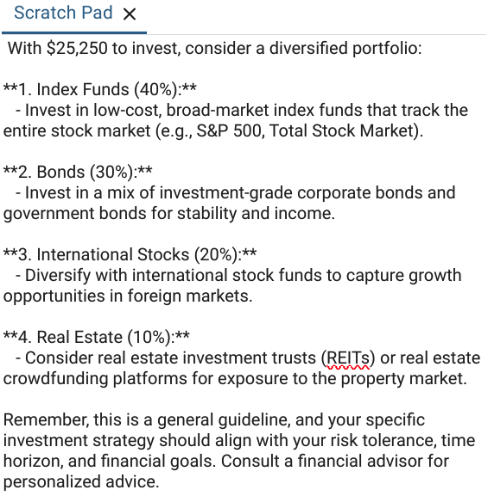 Scratch Pad ×
With $25,250 to invest, consider a diversified portfolio:
**1. Index Funds (40%):**
- Invest in low-cost, broad-market index funds that track the
entire stock market (e.g., S&P 500, Total Stock Market).
**2. Bonds (30%):**
- Invest in a mix of investment-grade corporate bonds and
government bonds for stability and income.
**3. International Stocks (20%):**
- Diversify with international stock funds to capture growth
opportunities in foreign markets.
**4. Real Estate (10%):**
- Consider real estate investment trusts (REITs) or real estate
crowdfunding platforms for exposure to the property market.
Remember, this is a general guideline, and your specific
investment strategy should align with your risk tolerance, time
horizon, and financial goals. Consult a financial advisor for
personalized advice.